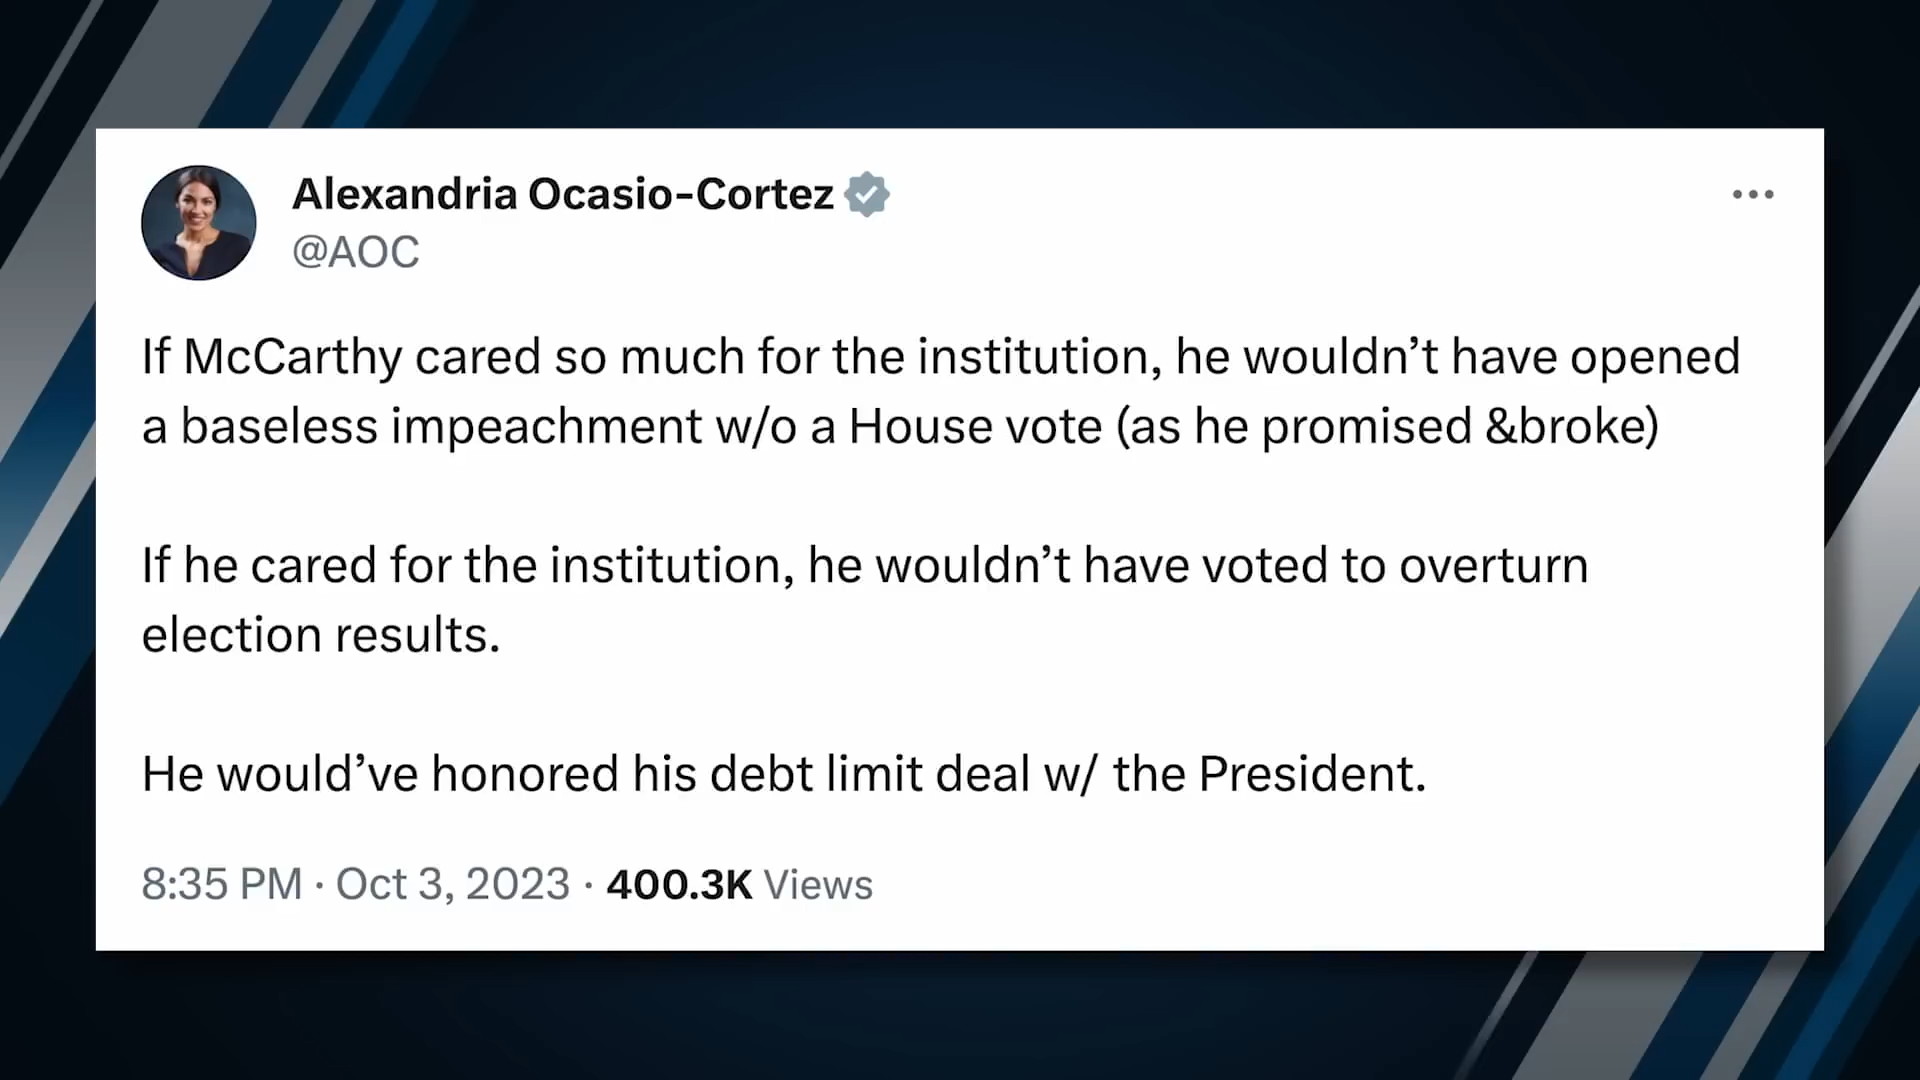 Alexandria Ocasio-Cortez
@AOC
If McCarthy cared so much for the institution, he wouldn’t have opened
a baseless impeachment w/o a House vote (as he promised &broke)
If he cared for the institution, he wouldn’t have voted to overturn
election results.
He would’ve honored his debt limit deal w/ the President.
8:35 PM · Oct 3, 2023 · 400.3K Views